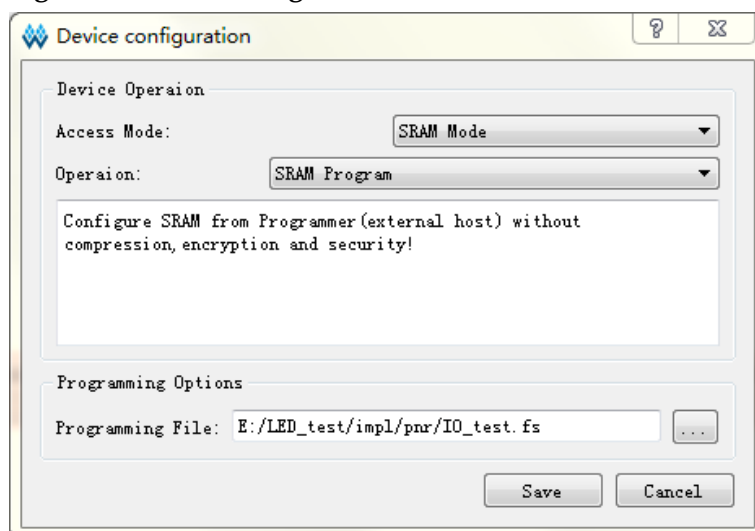 Device configuration
Device Operaion
Access Mode: SRAM Mode
Operaion: SRAM Program
Configure SRAM from Programmer(external host) without
compression, encryption and security!
Programming Options
Programming File: E:/LED_test/impl/pnr/IO_test.fs ...
Save Cancel